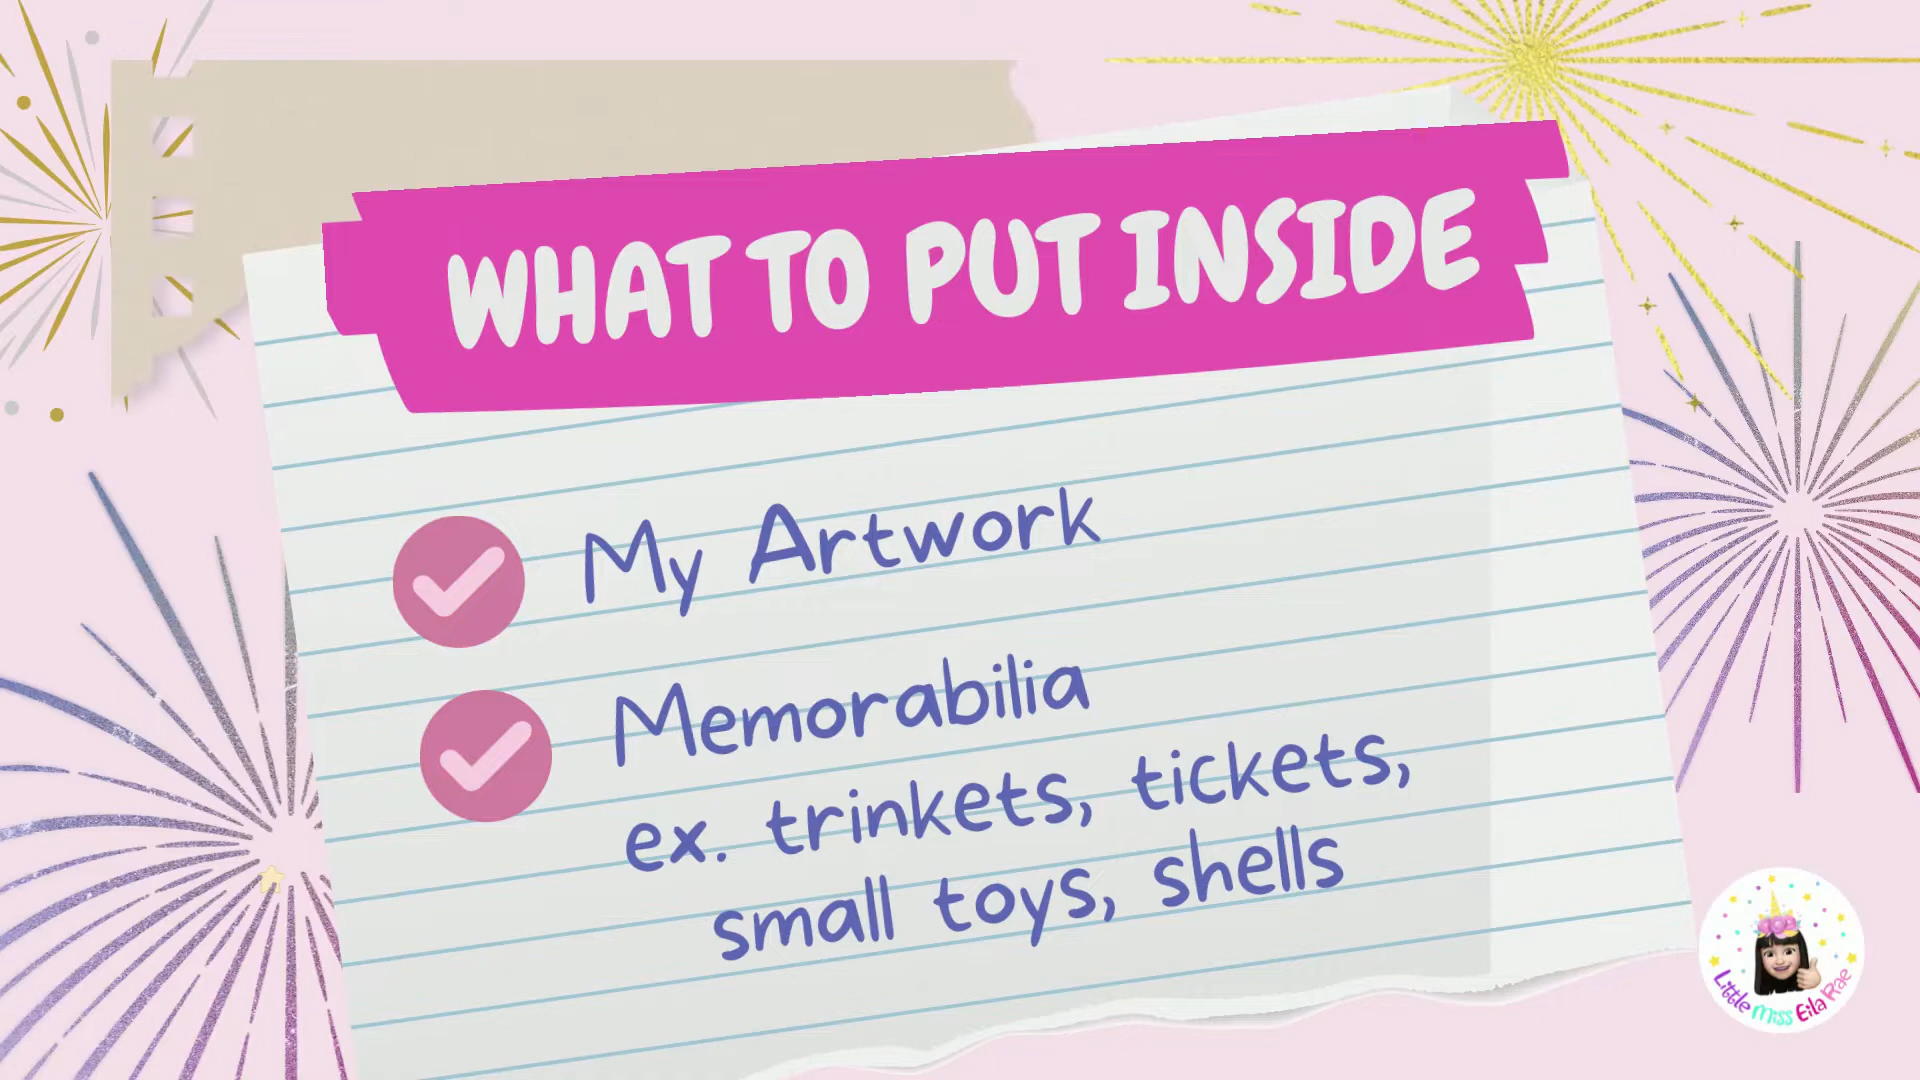 WHAT TO PUT INSIDE
My Artwork
Memorabilia
ex. trinkets, tickets,
small toys, shells
Little Miss Eila Rae